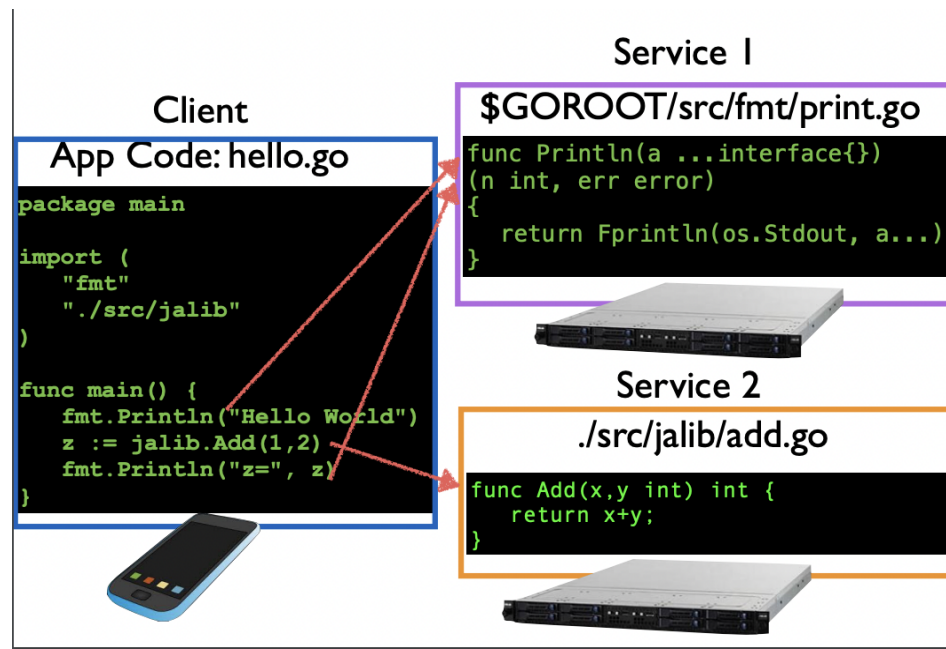 Client
App Code: hello.go
package main
import (
"fmt"
"./src/jalib"
)
func main() {
fmt.Println("Hello World")
z := jalib.Add(1,2)
fmt.Println("z=", z)
}
Service 1
$GOROOT/src/fmt/print.go
func Println(a ...interface{})
(n int, err error)
{
return Fprintln(os.Stdout, a...)
}
Service 2
./src/jalib/add.go
func Add(x,y int) int {
return x+y;
}